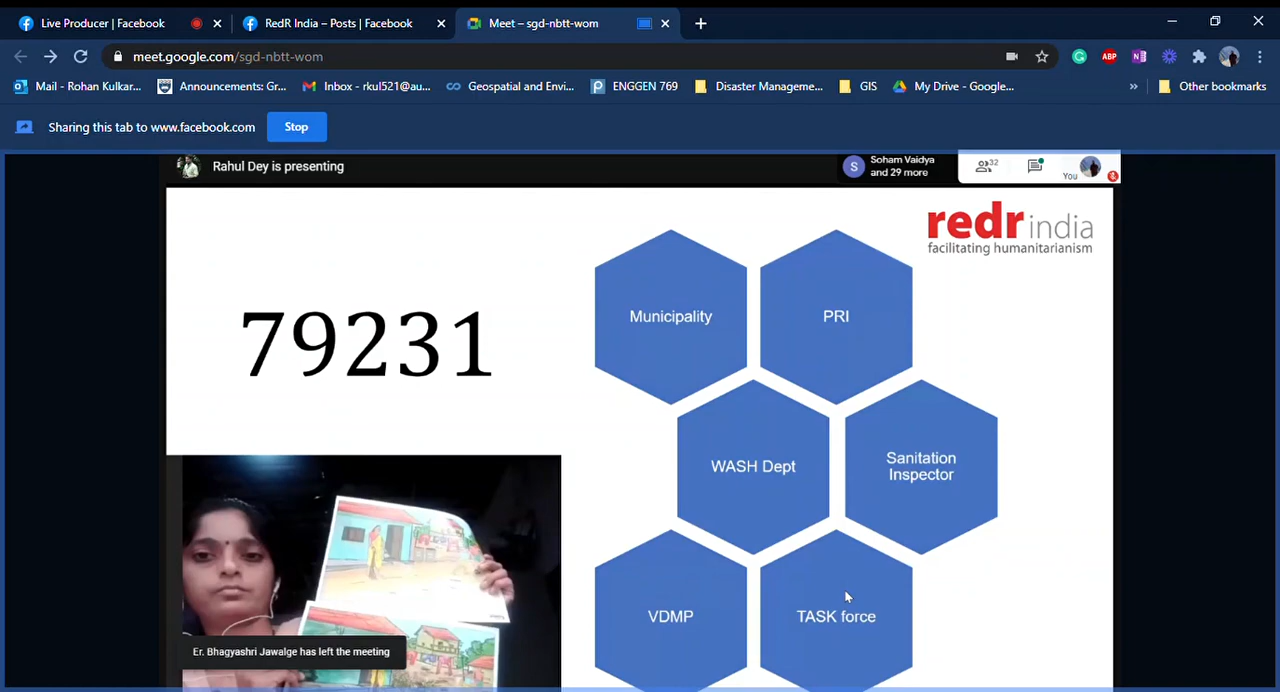 Live Producer | Facebook
RedR India – Posts | Facebook
Meet – sgd-nbtt-wom
meet.google.com/sgd-nbtt-wom
G
ABP
N
Mail - Rohan Kulkar...
Announcements: Gr...
Inbox - rkul521@au...
Geospatial and Envi...
ENGGEN 769
Disaster Manageme...
GIS
My Drive - Google...
»
Other bookmarks
Sharing this tab to www.facebook.com
Stop
Rahul Dey is presenting
S
Soham Vaidya
and 29 more
32
You
redr india
facilitating humanitarianism
79231
Municipality
PRI
WASH Dept
Sanitation
Inspector
VDMP
TASK force
Er. Bhagyashri Jawalge has left the meeting